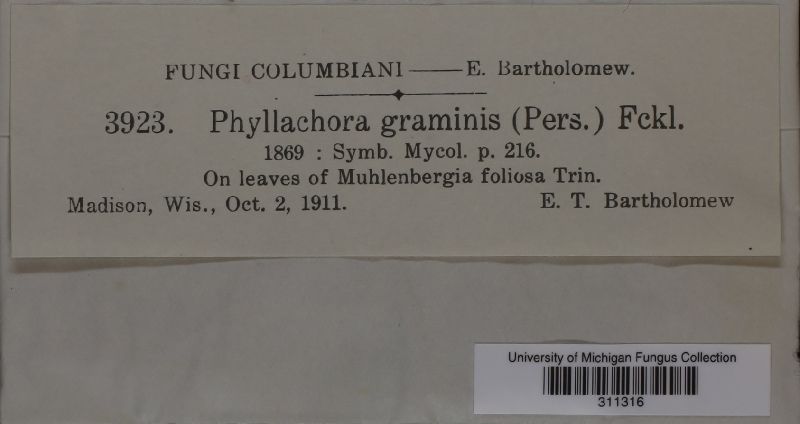 FUNGI COLUMBIANI — E. Bartholomew.
3923. Phyllachora graminis (Pers.) Fckl.
1869 : Symb. Mycol. p. 216.
On leaves of Muhlenbergia foliosa Trin.
Madison, Wis., Oct. 2, 1911. E. T. Bartholomew
University of Michigan Fungus Collection
311316